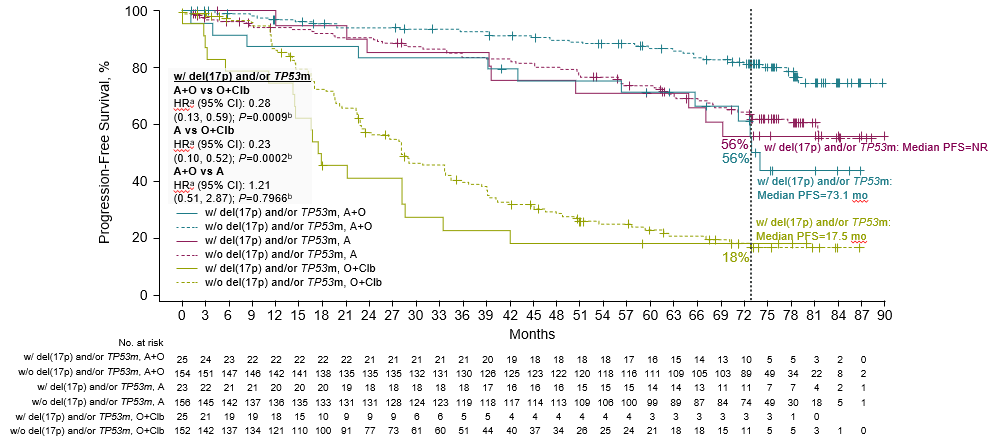 100
80
60
40
20
0
Progression-Free Survival, %
w/ del(17p) and/or TP53m
A+O vs O+Clb
HRª (95% CI): 0.28
(0.13, 0.59); P=0.0009ᵇ
A vs O+Clb
HRª (95% CI): 0.23
(0.10, 0.52); P=0.0002ᵇ
A+O vs A
HRª (95% CI): 1.21
(0.51, 2.87); P=0.7966ᵇ
w/ del(17p) and/or TP53m, A+O
w/o del(17p) and/or TP53m, A+O
w/ del(17p) and/or TP53m, A
w/o del(17p) and/or TP53m, A
w/ del(17p) and/or TP53m, O+Clb
w/o del(17p) and/or TP53m, O+Clb
56%
w/ del(17p) and/or TP53m: Median PFS=NR
56%
w/ del(17p) and/or TP53m:
Median PFS=73.1 mo
w/ del(17p) and/or TP53m:
Median PFS=17.5 mo
18%
0 3 6 9 12 15 18 21 24 27 30 33 36 39 42 45 48 51 54 57 60 63 66 69 72 75 78 81 84 87 90
Months
No. at risk
w/ del(17p) and/or TP53m, A+O 25 24 23 22 22 22 22 22 21 21 21 21 21 20 19 18 18 18 18 17 16 15 14 13 10 5 5 3 2 0
w/o del(17p) and/or TP53m, A+O 154 151 147 146 142 141 138 135 135 135 132 131 130 126 125 123 122 120 118 116 111 109 105 103 89 49 34 22 8 2
w/ del(17p) and/or TP53m, A 23 22 21 21 20 20 20 19 18 18 18 18 18 17 16 16 16 15 15 15 14 14 13 11 11 7 7 4 2 1
w/o del(17p) and/or TP53m, A 156 145 142 137 136 135 133 131 131 128 124 123 119 118 117 114 113 109 106 100 99 89 87 84 74 49 30 18 5 1
w/ del(17p) and/or TP53m, O+Clb 25 21 19 19 18 15 10 9 9 9 6 6 5 5 4 4 4 4 4 4 3 3 3 3 3 3 1 0
w/o del(17p) and/or TP53m, O+Clb 152 142 137 134 121 110 100 91 77 73 61 60 51 44 40 37 34 26 25 24 21 18 18 15 11 5 5 3 1 0